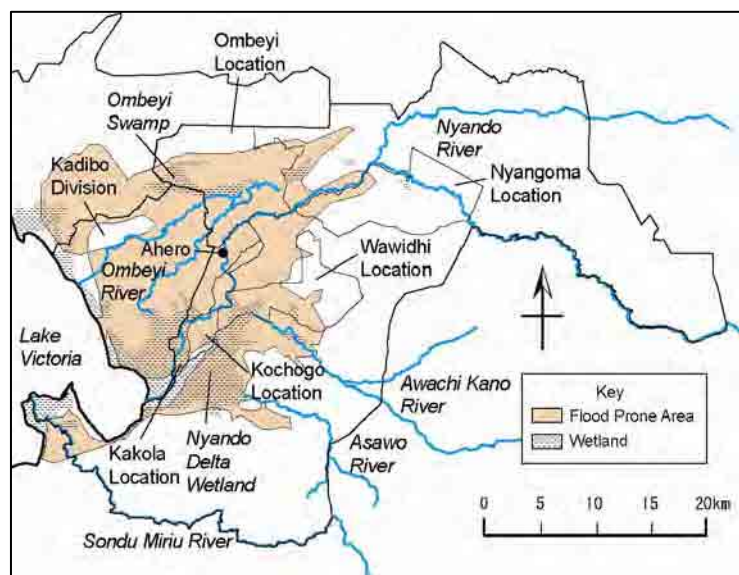 Ombeyi
Location
Ombeyi
Swamp
Kadibo
Division
Nyando
River
Nyangoma
Location
Ahero
Ombeyi
River
Wawidhi
Location
Lake
Victoria
Kochogo
Location
Awachi Kano
River
Kakola
Location
Nyando
Delta
Wetland
Asawo
River
Sondu Miriu River
Key
Flood Prone Area
Wetland
0 5 10 15 20km